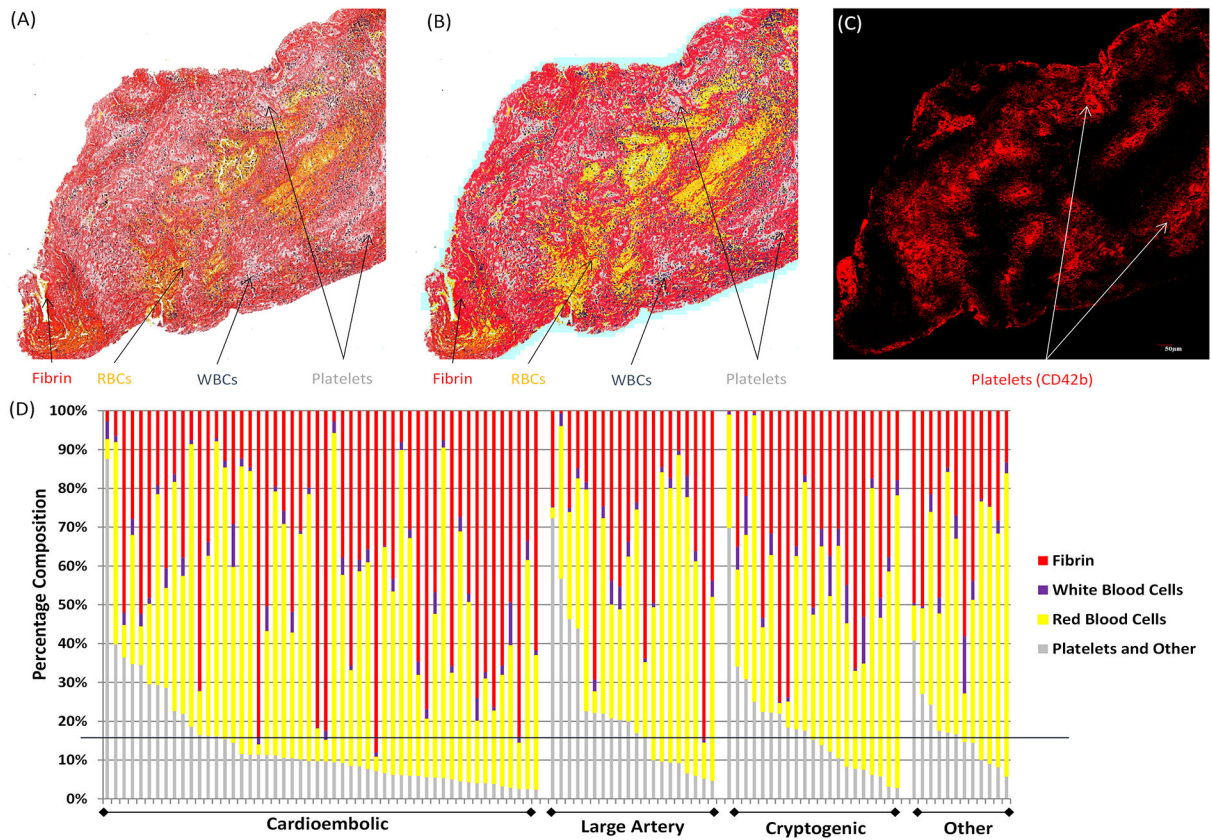 (A)
(B)
(C)
50µm
Fibrin RBCs WBCs Platelets
Fibrin RBCs WBCs Platelets
Platelets (CD42b)
(D)
Percentage Composition
100%
90%
80%
70%
60%
50%
40%
30%
20%
10%
0%
Cardioembolic
Large Artery
Cryptogenic
Other
Fibrin
White Blood Cells
Red Blood Cells
Platelets and Other